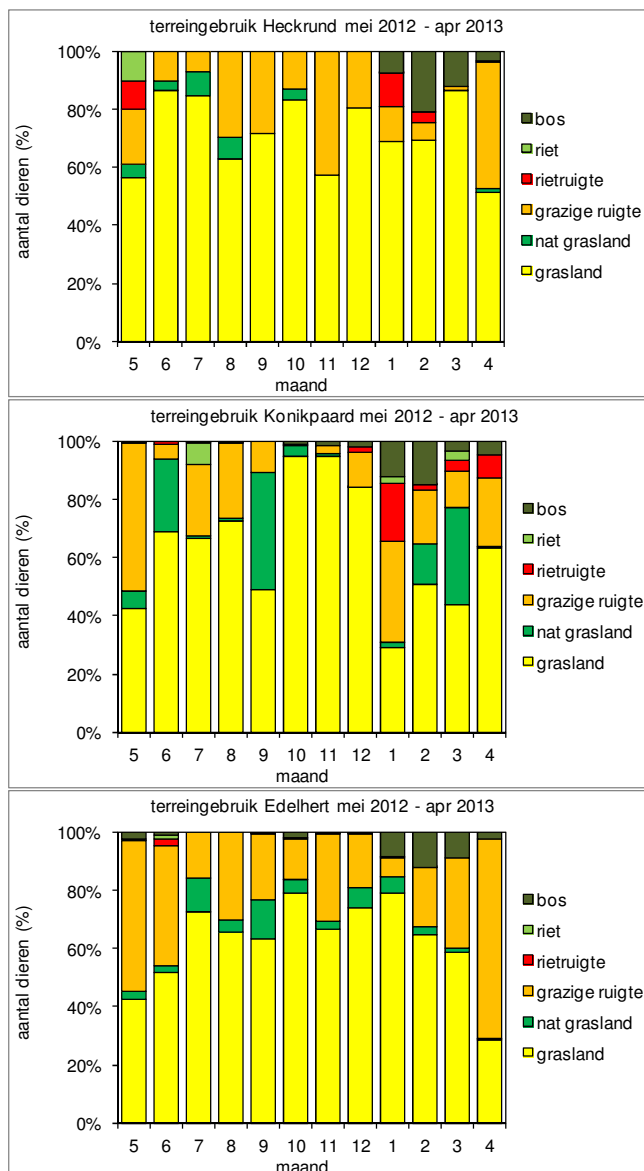 terreingebruik Heckrund mei 2012 - apr 2013
aantal dieren (%)
100%
80%
60%
40%
20%
0%
5 6 7 8 9 10 11 12 1 2 3 4
maand
bos
riet
rietruigte
grazige ruigte
nat grasland
grasland
terreingebruik Konikpaard mei 2012 - apr 2013
aantal dieren (%)
100%
80%
60%
40%
20%
0%
5 6 7 8 9 10 11 12 1 2 3 4
maand
bos
riet
rietruigte
grazige ruigte
nat grasland
grasland
terreingebruik Edelhert mei 2012 - apr 2013
aantal dieren (%)
100%
80%
60%
40%
20%
0%
5 6 7 8 9 10 11 12 1 2 3 4
maand
bos
riet
rietruigte
grazige ruigte
nat grasland
grasland